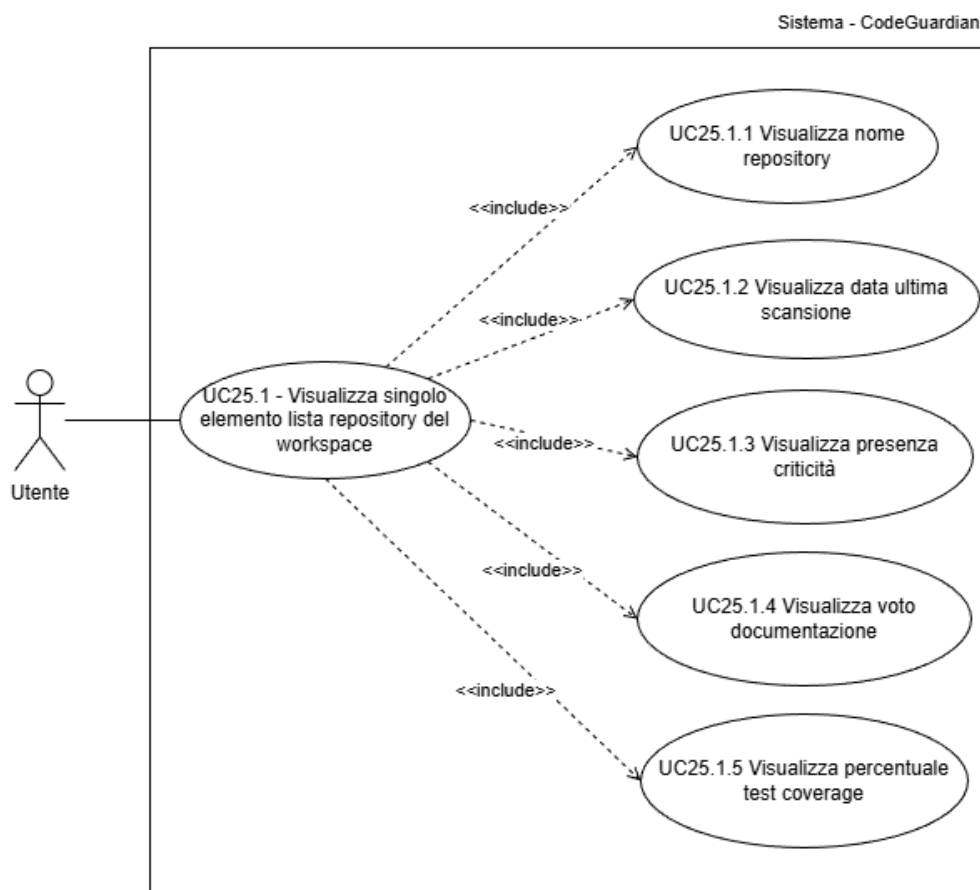 Sistema - CodeGuardian
UC25.1.1 Visualizza nome
repository
<<include>>
UC25.1.2 Visualizza data ultima
scansione
<<include>>
UC25.1 - Visualizza singolo
elemento lista repository del
workspace
Utente
<<include>>
UC25.1.3 Visualizza presenza
criticità
<<include>>
UC25.1.4 Visualizza voto
documentazione
<<include>>
UC25.1.5 Visualizza percentuale
test coverage